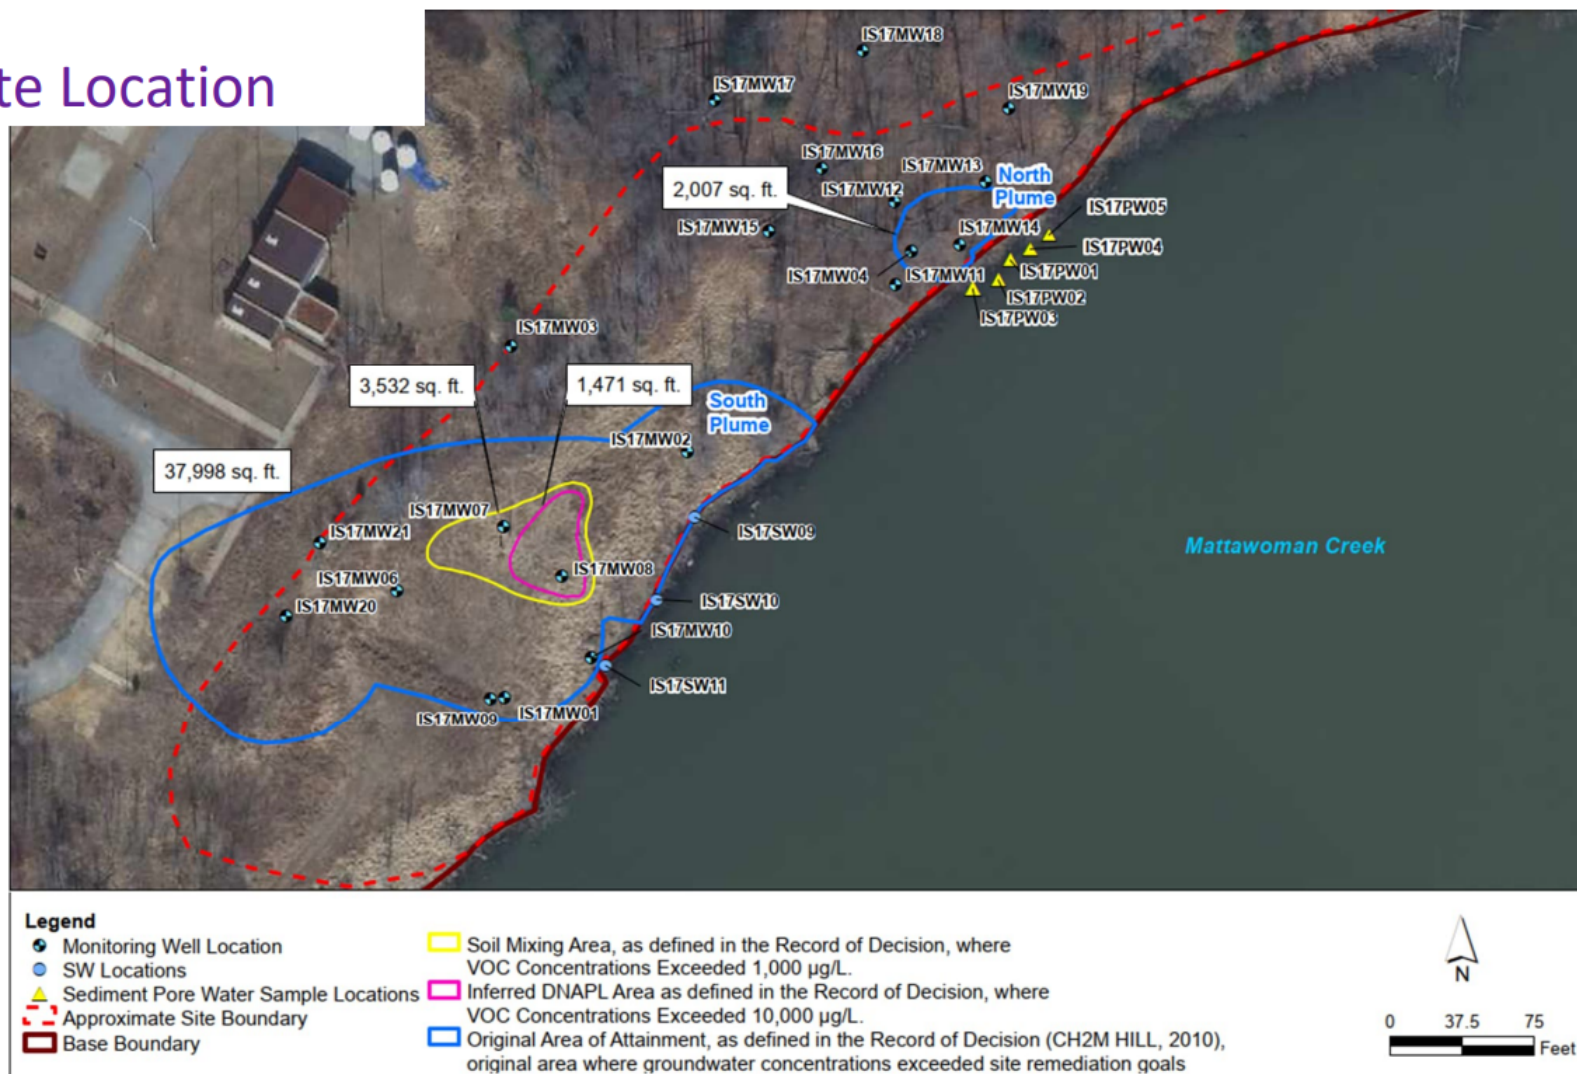 te Location
IS17MW18
IS17MW17
IS17MW19
IS17MW16
IS17MW13
North
Plume
2,007 sq. ft.
IS17MW12
IS17PW05
IS17MW15
IS17MW14
IS17PW04
IS17MW04
IS17MW11
IS17PW01
IS17PW02
IS17PW03
IS17MW03
3,532 sq. ft.
1,471 sq. ft.
South
Plume
IS17MW02
37,998 sq. ft.
IS17MW07
IS17SW09
IS17MW21
Mattawoman Creek
IS17MW08
IS17MW06
IS17SW10
IS17MW20
IS17MW10
IS17SW11
IS17MW09
IS17MW01
Legend
Monitoring Well Location
SW Locations
Sediment Pore Water Sample Locations
Approximate Site Boundary
Base Boundary
Soil Mixing Area, as defined in the Record of Decision, where
VOC Concentrations Exceeded 1,000 µg/L.
Inferred DNAPL Area as defined in the Record of Decision, where
VOC Concentrations Exceeded 10,000 µg/L.
Original Area of Attainment, as defined in the Record of Decision (CH2M HILL, 2010),
original area where groundwater concentrations exceeded site remediation goals
N
0 37.5 75
Feet